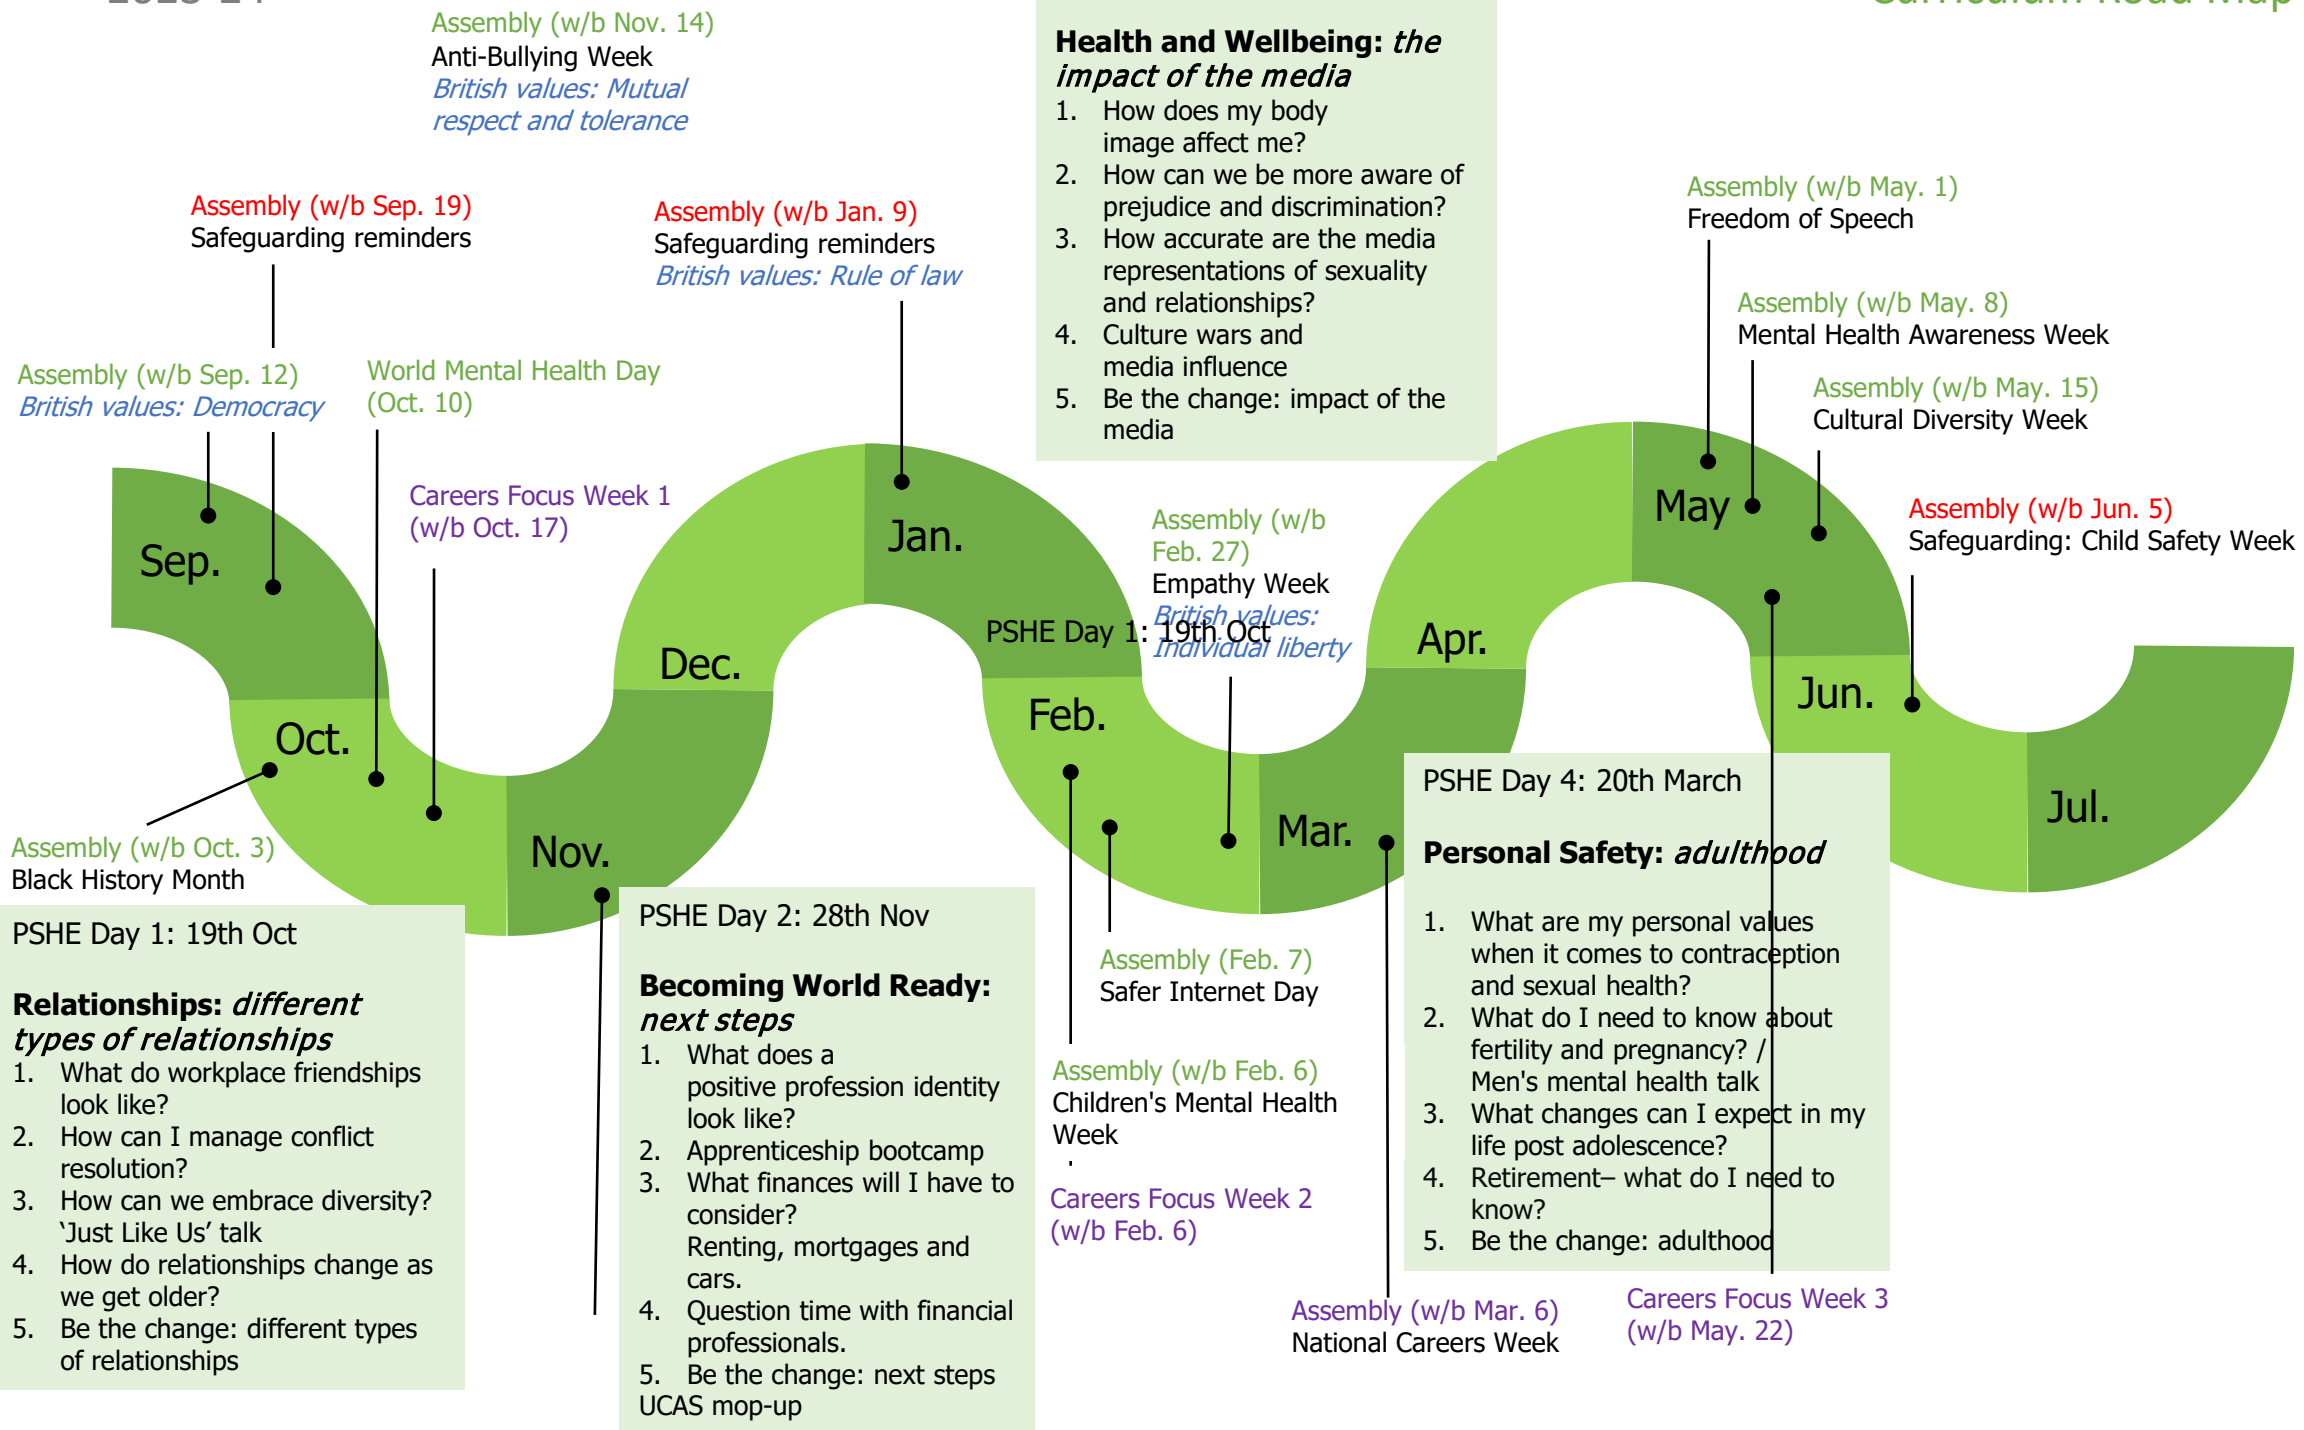 Assembly (w/b Nov. 14)
Anti-Bullying Week
British values: Mutual
respect and tolerance
Health and Wellbeing: the
impact of the media
1. How does my body
image affect me?
2. How can we be more aware of
prejudice and discrimination?
3. How accurate are the media
representations of sexuality
and relationships?
4. Culture wars and
media influence
5. Be the change: impact of the
media
Assembly (w/b Sep. 19)
Safeguarding reminders
Assembly (w/b Jan. 9)
Safeguarding reminders
British values: Rule of law
Assembly (w/b May. 1)
Freedom of Speech
Assembly (w/b May. 8)
Mental Health Awareness Week
Assembly (w/b Sep. 12)
British values: Democracy
World Mental Health Day
(Oct. 10)
Assembly (w/b May. 15)
Cultural Diversity Week
Careers Focus Week 1
(w/b Oct. 17)
Assembly (w/b Jun. 5)
Safeguarding: Child Safety Week
Assembly (w/b
Feb. 27)
Empathy Week
British values:
Individual liberty
PSHE Day 1: 19th Oct
Sep.
Oct.
Nov.
Dec.
Jan.
Feb.
Mar.
Apr.
May
Jun.
Jul.
Assembly (w/b Oct. 3)
Black History Month
PSHE Day 1: 19th Oct
Relationships: different
types of relationships
1. What do workplace friendships
look like?
2. How can I manage conflict
resolution?
3. How can we embrace diversity?
‘Just Like Us’ talk
4. How do relationships change as
we get older?
5. Be the change: different types
of relationships
PSHE Day 2: 28th Nov
Becoming World Ready:
next steps
1. What does a
positive profession identity
look like?
2. Apprenticeship bootcamp
3. What finances will I have to
consider?
Renting, mortgages and
cars.
4. Question time with financial
professionals.
5. Be the change: next steps
UCAS mop-up
Assembly (Feb. 7)
Safer Internet Day
Assembly (w/b Feb. 6)
Children's Mental Health
Week
Careers Focus Week 2
(w/b Feb. 6)
PSHE Day 4: 20th March
Personal Safety: adulthood
1. What are my personal values
when it comes to contraception
and sexual health?
2. What do I need to know about
fertility and pregnancy? /
Men's mental health talk
3. What changes can I expect in my
life post adolescence?
4. Retirement– what do I need to
know?
5. Be the change: adulthood
Assembly (w/b Mar. 6)
National Careers Week
Careers Focus Week 3
(w/b May. 22)